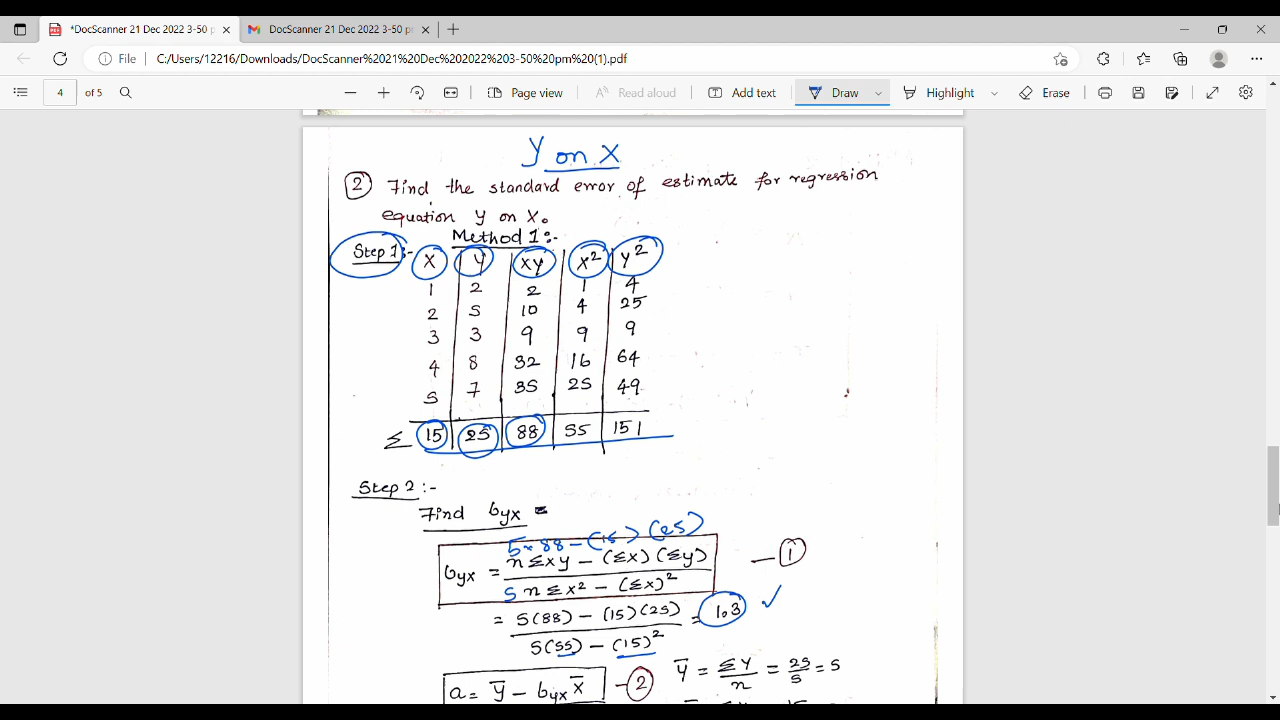 *DocScanner 21 Dec 2022 3-50 p
DocScanner 21 Dec 2022 3-50 pm
File C:/Users/12216/Downloads/DocScanner%2021%20Dec%202022%203-50%20pm%20(1).pdf
4 of 5 Page view Read aloud Add text Draw Highlight Erase
Y on X
2 Find the standard error of estimate for regression
equation y on X.
Method 1:-
Step 1:- X Y XY X² Y²
1 2 2 1 4
2 5 10 4 25
3 3 9 9 9
4 8 32 16 64
5 7 35 25 49
Σ 15 25 88 55 151
Step 2:-
Find byx =
5×88-(15)(25)
byx = nΣxy - (Σx)(Σy) / 5 nΣx² - (Σx)² — 1
= 5(88) - (15)(25) / 5(55) - (15)² = 1.3 ✓
a = y̅ - byx x̅ - 2 y̅ = Σy/n = 25/5 = 5